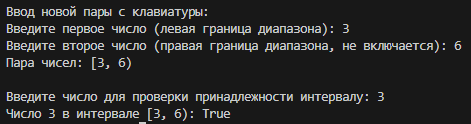 Ввод новой пары с клавиатуры:
Введите первое число (левая граница диапазона): 3
Введите второе число (правая граница диапазона, не включается): 6
Пара чисел: [3, 6)
Введите число для проверки принадлежности интервалу: 3
Число 3 в интервале [3, 6): True